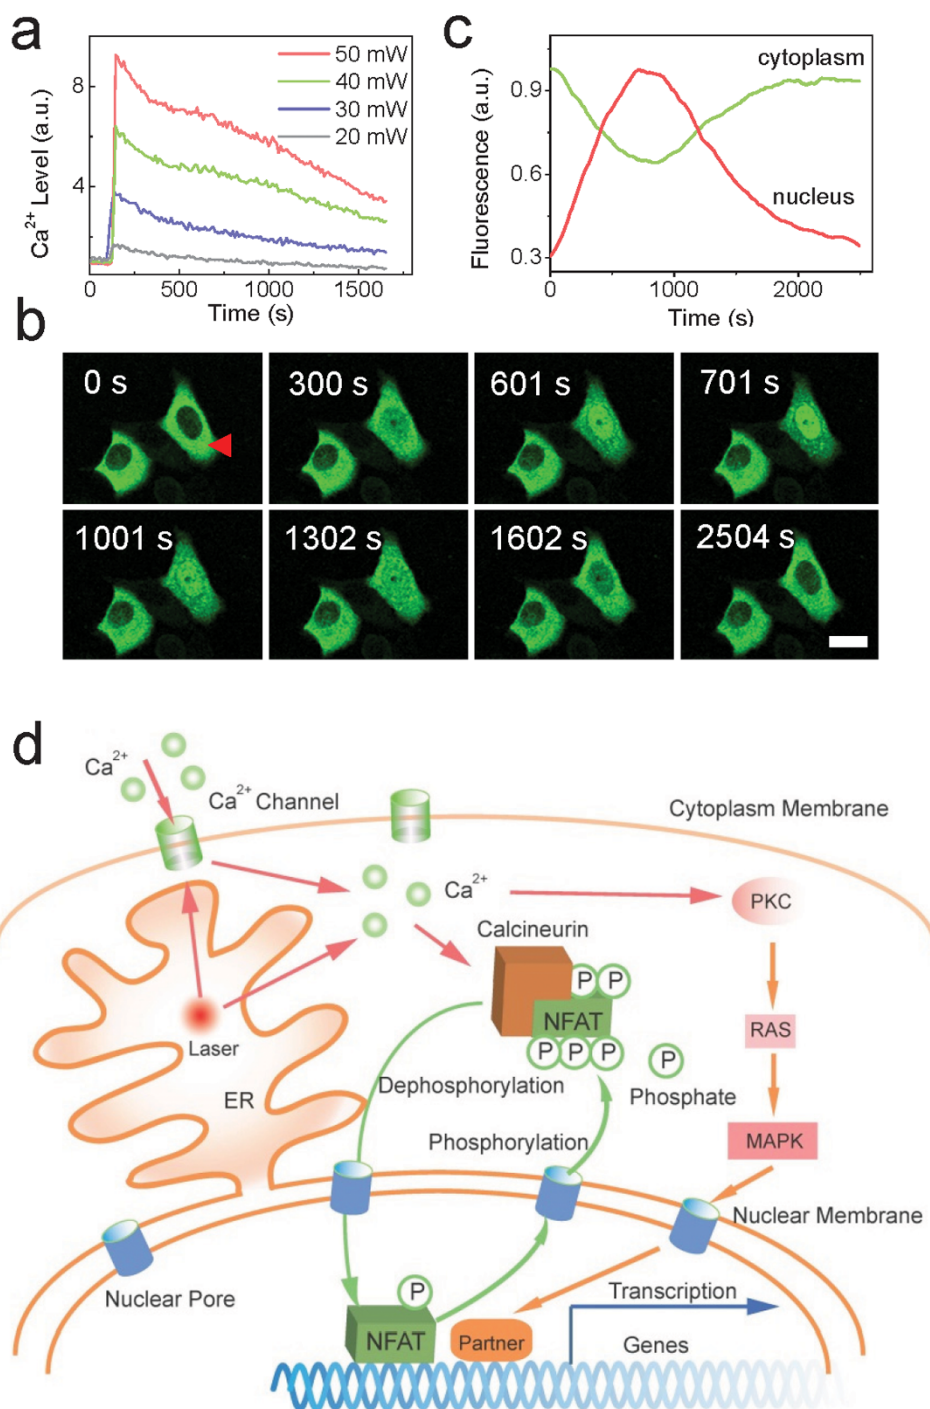 a
Ca²⁺ Level (a.u.)
8
4
50 mW
40 mW
30 mW
20 mW
0
500
1000
1500
Time (s)
c
Fluorescence (a.u.)
0.9
0.6
0.3
cytoplasm
nucleus
0
1000
2000
Time (s)
b
0 s
300 s
601 s
701 s
1001 s
1302 s
1602 s
2504 s
d
Ca²⁺
Ca²⁺ Channel
Cytoplasm Membrane
Ca²⁺
PKC
Calcineurin
P
P
NFAT
RAS
P
P
P
P
Laser
Dephosphorylation
Phosphate
ER
Phosphorylation
MAPK
Nuclear Membrane
Nuclear Pore
P
Transcription
NFAT
Partner
Genes